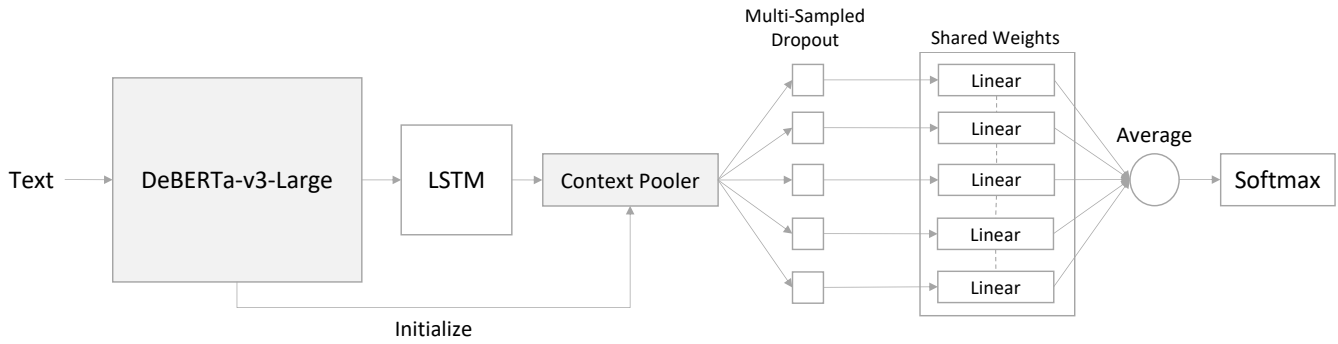 Multi-Sampled
Dropout
Shared Weights
Text
DeBERTa-v3-Large
LSTM
Context Pooler
Linear
Linear
Linear
Linear
Linear
Average
Softmax
Initialize